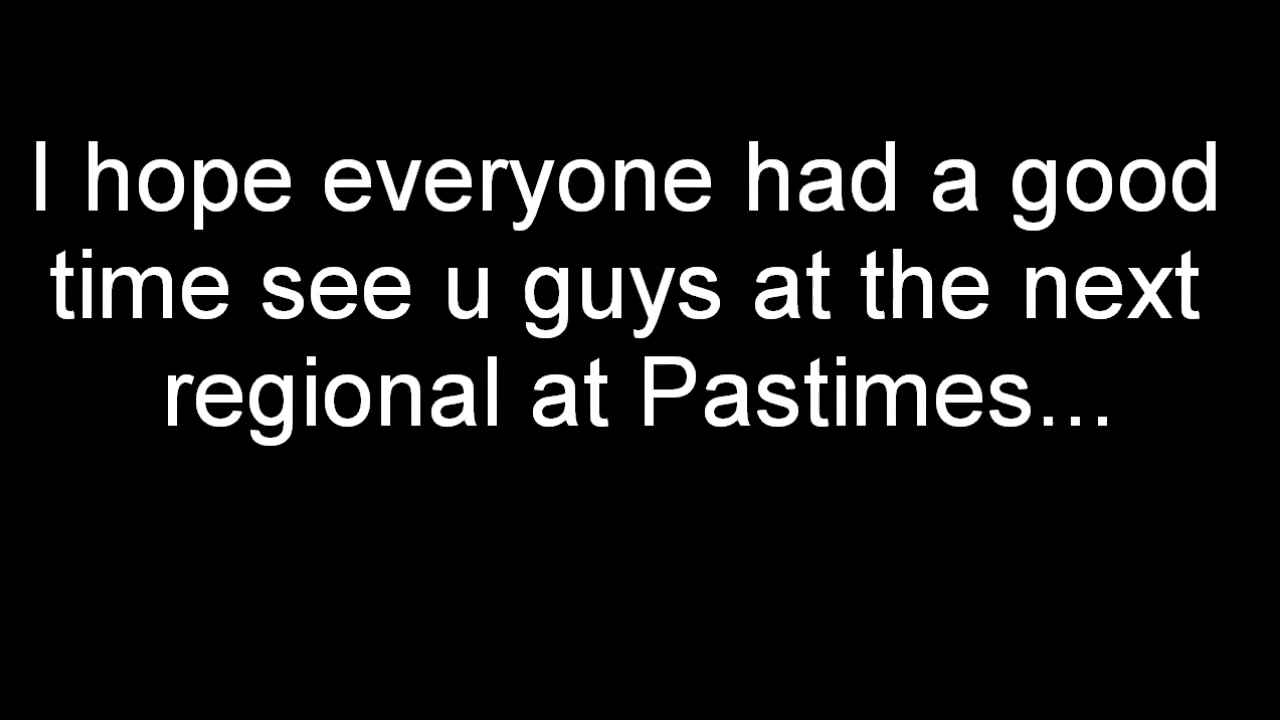 I hope everyone had a good
time see u guys at the next
regional at Pastimes...